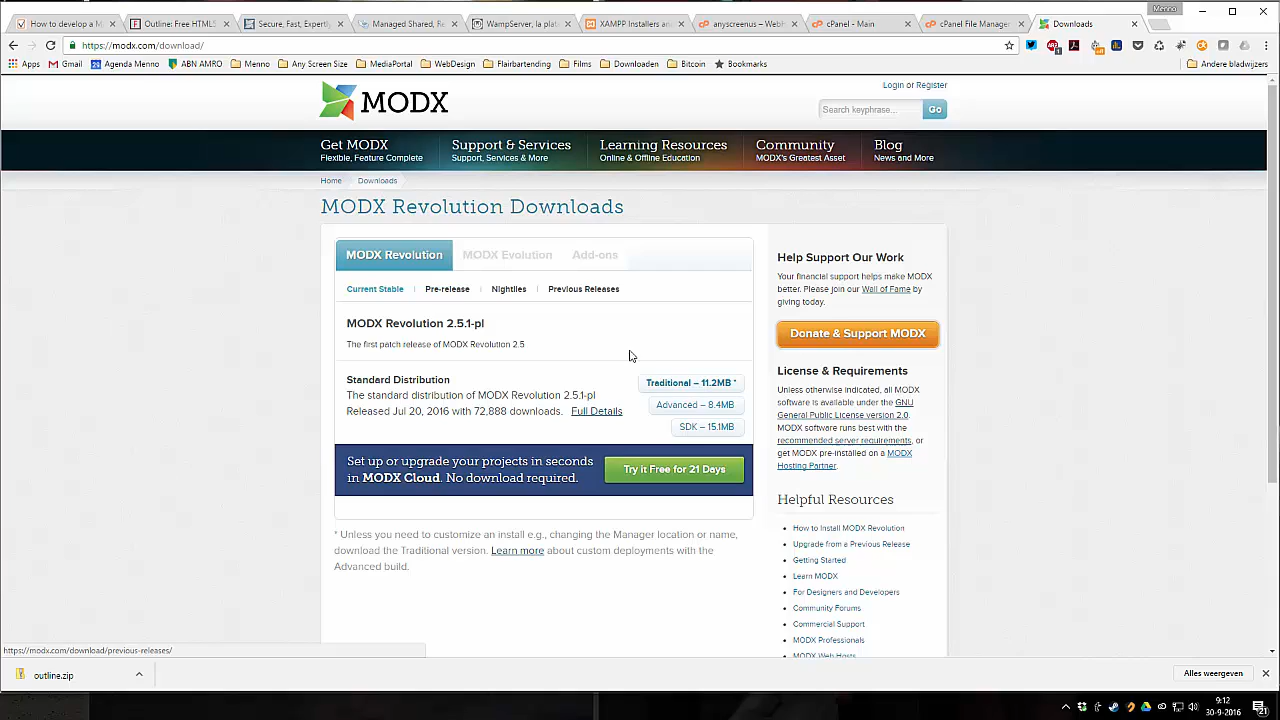 How to develop a M
Outline: Free HTML5
Secure, Fast, Expertly
Managed Shared, Re
WampServer, la plat
XAMPP Installers an
anyscreenus – WebH
cPanel - Main
cPanel File Manager
Downloads
Menno
https://modx.com/download/
Apps
Gmail
Agenda Menno
ABN AMRO
Menno
Any Screen Size
MediaPortal
WebDesign
Flairbartending
Films
Downloaden
Bitcoin
Bookmarks
Andere bladwijzers
MODX
Login or Register
Search keyphrase...
Go
Get MODX
Flexible, Feature Complete
Support & Services
Support, Services & More
Learning Resources
Online & Offline Education
Community
MODX's Greatest Asset
Blog
News and More
Home
Downloads
MODX Revolution Downloads
MODX Revolution
MODX Evolution
Add-ons
Current Stable
Pre-release
Nightlies
Previous Releases
MODX Revolution 2.5.1-pl
The first patch release of MODX Revolution 2.5
Standard Distribution
The standard distribution of MODX Revolution 2.5.1-pl
Released Jul 20, 2016 with 72,888 downloads. Full Details
Traditional – 11.2MB *
Advanced – 8.4MB
SDK – 15.1MB
Set up or upgrade your projects in seconds
in MODX Cloud. No download required.
Try it Free for 21 Days
* Unless you need to customize an install e.g., changing the Manager location or name,
download the Traditional version. Learn more about custom deployments with the
Advanced build.
Help Support Our Work
Your financial support helps make MODX
better. Please join our Wall of Fame by
giving today.
Donate & Support MODX
License & Requirements
Unless otherwise indicated, all MODX
software is available under the GNU
General Public License version 2.0.
MODX software runs best with the
recommended server requirements, or
get MODX pre-installed on a MODX
Hosting Partner.
Helpful Resources
How to Install MODX Revolution
Upgrade from a Previous Release
Getting Started
Learn MODX
For Designers and Developers
Community Forums
Commercial Support
MODX Professionals
MODX Web Hosts
https://modx.com/download/previous-releases/
outline.zip
Alles weergeven
9:12
30-9-2016